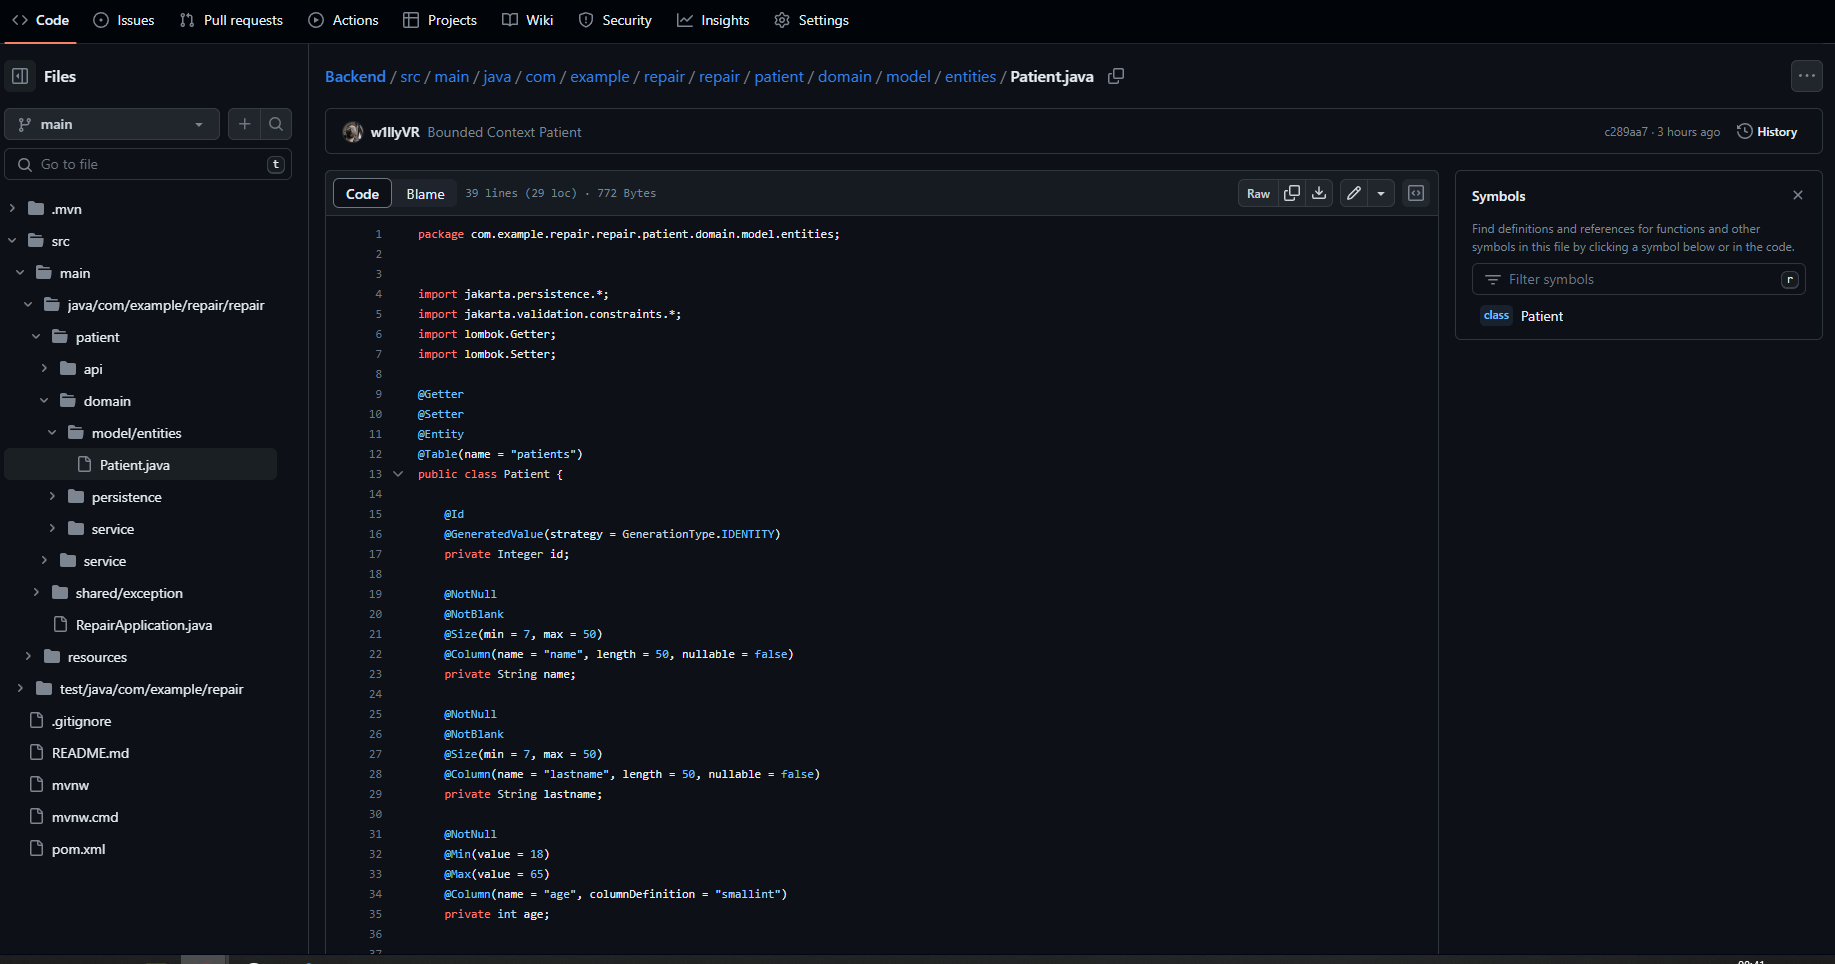 Code Issues Pull requests Actions Projects Wiki Security Insights Settings
Files
main
Go to file t
.mvn
src
main
java/com/example/repair/repair
patient
api
domain
model/entities
Patient.java
persistence
service
service
shared/exception
RepairApplication.java
resources
test/java/com/example/repair
.gitignore
README.md
mvnw
mvnw.cmd
pom.xml
Backend / src / main / java / com / example / repair / repair / patient / domain / model / entities / Patient.java
w1llyVR Bounded Context Patient c289aa7 · 3 hours ago History
Code Blame 39 lines (29 loc) · 772 Bytes Raw
1 package com.example.repair.repair.patient.domain.model.entities;
2
3
4 import jakarta.persistence.*;
5 import jakarta.validation.constraints.*;
6 import lombok.Getter;
7 import lombok.Setter;
8
9 @Getter
10 @Setter
11 @Entity
12 @Table(name = "patients")
13 public class Patient {
14
15 @Id
16 @GeneratedValue(strategy = GenerationType.IDENTITY)
17 private Integer id;
18
19 @NotNull
20 @NotBlank
21 @Size(min = 7, max = 50)
22 @Column(name = "name", length = 50, nullable = false)
23 private String name;
24
25 @NotNull
26 @NotBlank
27 @Size(min = 7, max = 50)
28 @Column(name = "lastname", length = 50, nullable = false)
29 private String lastname;
30
31 @NotNull
32 @Min(value = 18)
33 @Max(value = 65)
34 @Column(name = "age", columnDefinition = "smallint")
35 private int age;
36
37
Symbols
Find definitions and references for functions and other
symbols in this file by clicking a symbol below or in the code.
Filter symbols r
class Patient